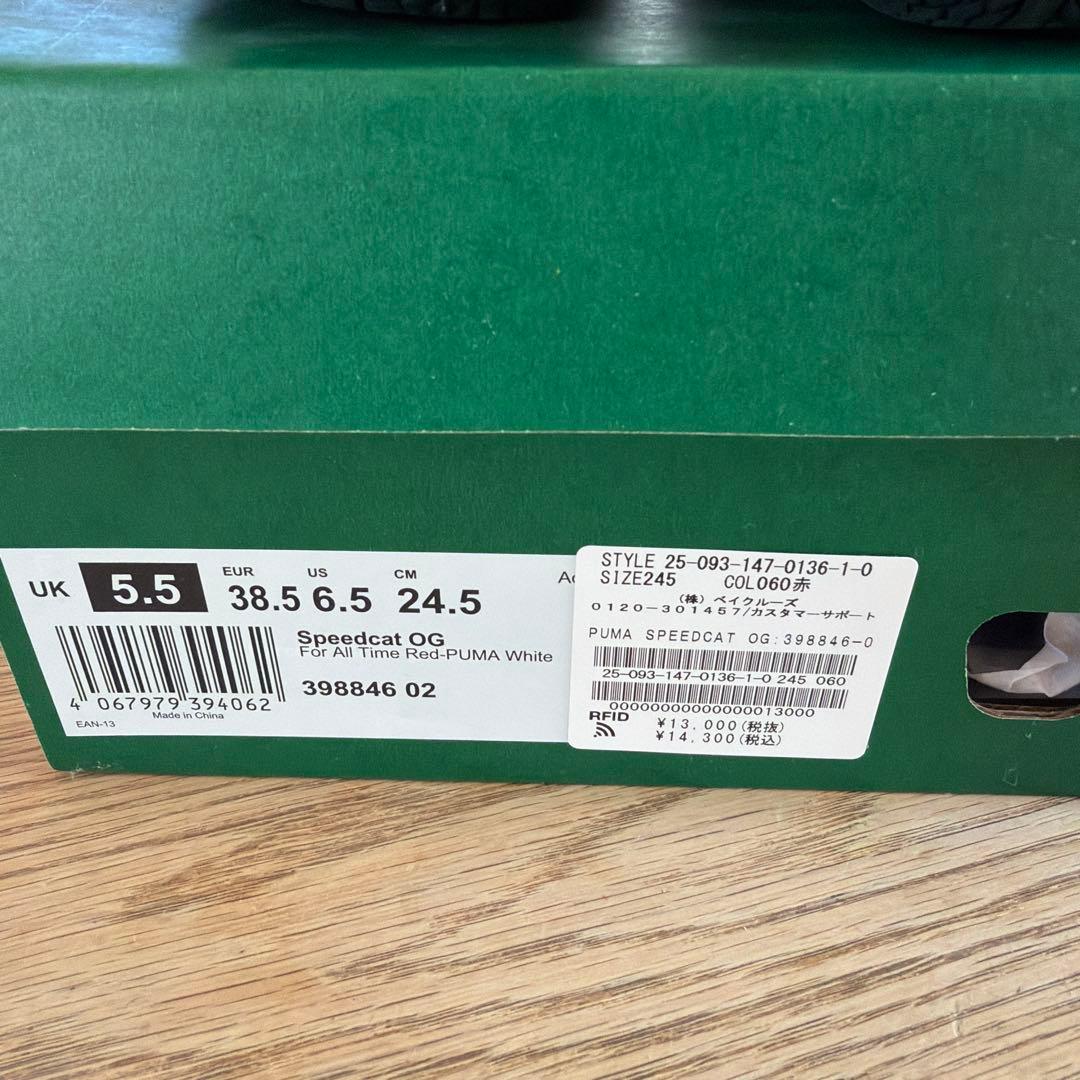 UK 5.5
EUR 38.5
US 6.5
CM 24.5
Speedcat OG
For All Time Red-PUMA White
398846 02
4 067979 394062
Made in China
EAN-13
STYLE 25-093-147-0136-1-0
SIZE245 COL060赤
(株) ベイクルーズ
0120-301457/カスタマーサポート
PUMA SPEEDCAT OG:398846-0
25-093-147-0136-1-0 245 060
00000000000000013000
RFID
¥13,000(税抜)
¥14,300(税込)